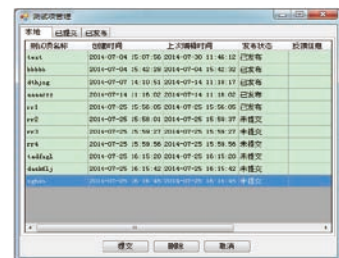 测试项管理
本地 已提交 已发布
测试项名称 创建时间 上次编辑时间 发布状态 反馈信息
test 2014-07-04 15:07:56 2014-07-30 11:46:12 已发布
bbbbb 2014-07-04 15:42:28 2014-07-04 15:42:32 已发布
2014-07-07 14:10:51 2014-07-14 11:18:17 已发布
2014-07-14 11:18:02 2014-07-14 11:18:02 已发布
rr1 2014-07-25 15:56:05 2014-07-25 15:56:05 已发布
rr2 2014-07-25 15:58:01 2014-07-25 15:58:37 未提交
rr3 2014-07-25 15:59:27 2014-07-25 15:59:27 未提交
rr4 2014-07-25 15:59:56 2014-07-25 15:59:56 未提交
2014-07-25 16:15:20 2014-07-25 16:15:20 未提交
2014-07-25 16:15:42 2014-07-25 16:15:42 未提交
提交 删除 取消